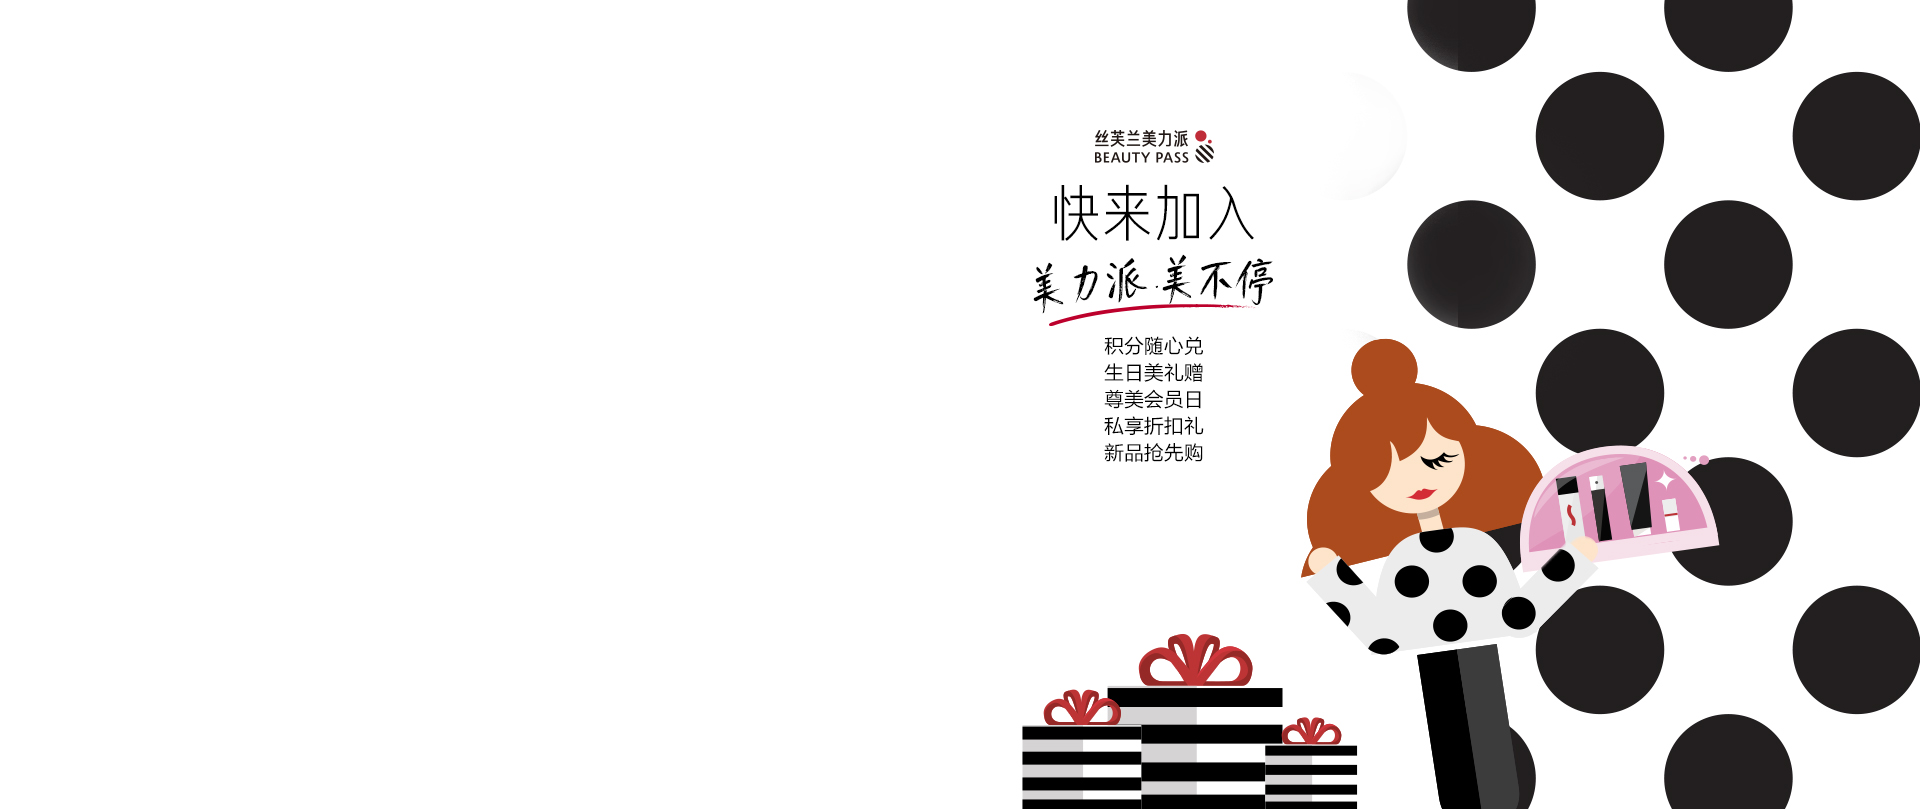 丝芙兰美力派
BEAUTY PASS
快来加入
美力派·美不停
积分随心兑
生日美礼赠
尊美会员日
私享折扣礼
新品抢先购